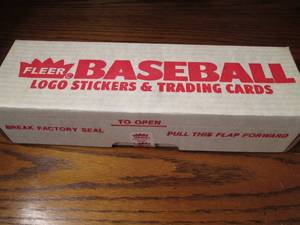 FLEER® BASEBALL
LOGO STICKERS & TRADING CARDS
TO OPEN
BREAK FACTORY SEAL
PULL THIS FLAP FORWARD